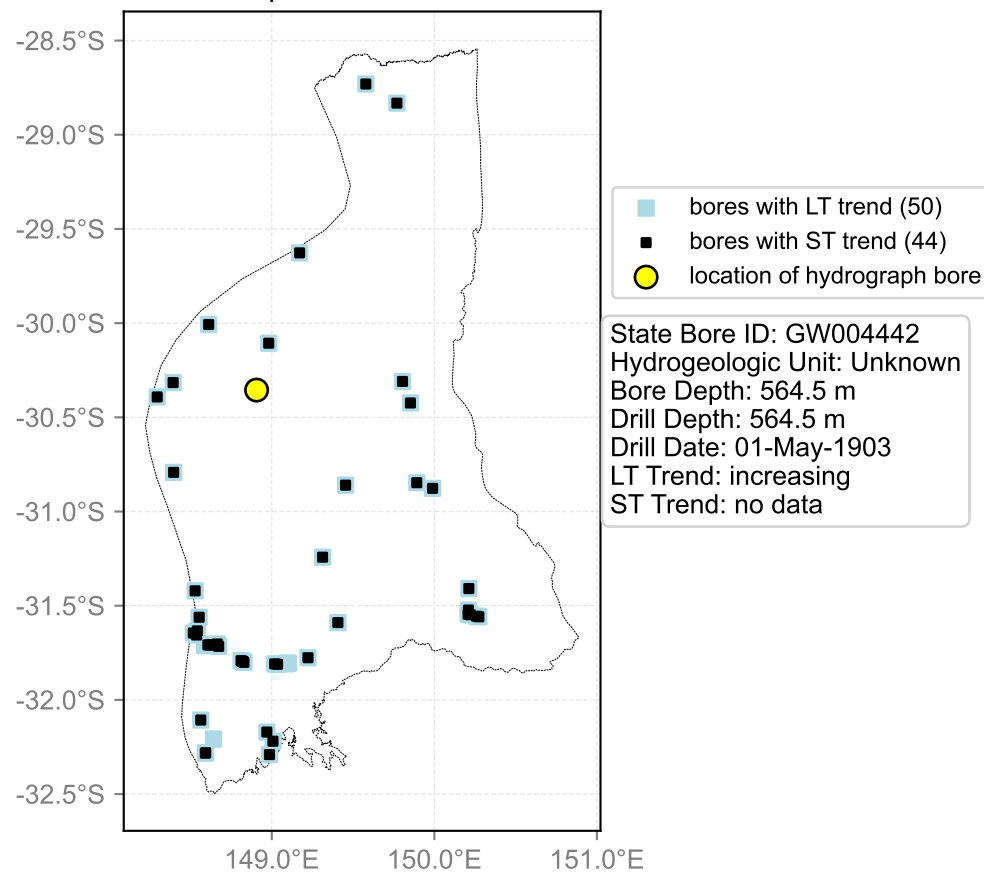 -28.5°S
-29.0°S
-29.5°S
-30.0°S
-30.5°S
-31.0°S
-31.5°S
-32.0°S
-32.5°S
149.0°E
150.0°E
151.0°E
bores with LT trend (50)
bores with ST trend (44)
location of hydrograph bore
State Bore ID: GW004442
Hydrogeologic Unit: Unknown
Bore Depth: 564.5 m
Drill Depth: 564.5 m
Drill Date: 01-May-1903
LT Trend: increasing
ST Trend: no data